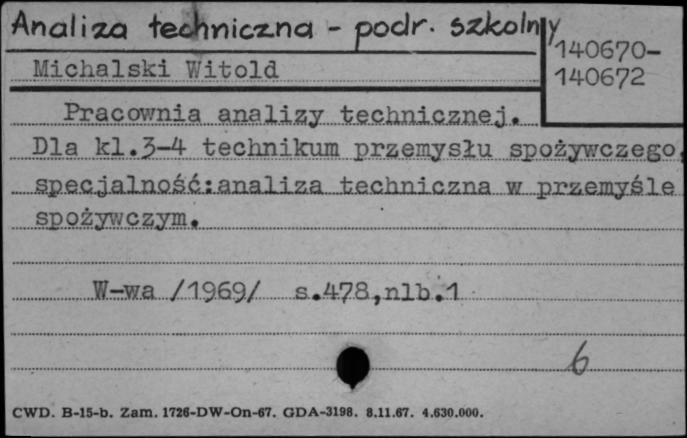 Analiza techniczna - podr. szkolny
140670-
140672
Michalski Witold
Pracownia analizy technicznej.
Dla kl.3-4 technikum przemysłu spożywczego,
specjalność:analiza techniczna w przemyśle
spożywczym.
W-wa /1969/ s.478,nlb.1
6
CWD. B-15-b. Zam. 1726-DW-On-67. GDA-3198. 8.11.67. 4.630.000.